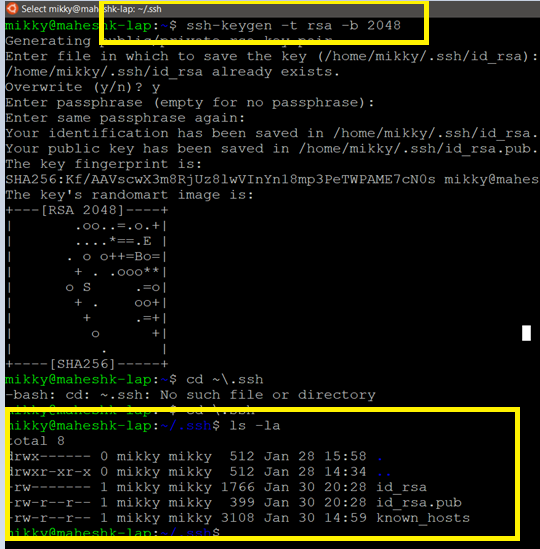 Select mikky@maheshk-lap: ~/.ssh
mikky@maheshk-lap:~$ ssh-keygen -t rsa -b 2048
Generating public/private rsa key pair.
Enter file in which to save the key (/home/mikky/.ssh/id_rsa):
/home/mikky/.ssh/id_rsa already exists.
Overwrite (y/n)? y
Enter passphrase (empty for no passphrase):
Enter same passphrase again:
Your identification has been saved in /home/mikky/.ssh/id_rsa.
Your public key has been saved in /home/mikky/.ssh/id_rsa.pub.
The key fingerprint is:
SHA256:Kf/AAVscwX3m8RjUz8lwVInYn18mp3PeTWPAME7cN0s mikky@mahes
The key's randomart image is:
+---[RSA 2048]----+
|       .oo..=.o.+|
|       ....*==.E |
|      . o o++=Bo=|
|       + . .ooo**|
|      o S     .=o|
|       + .    oo+|
|        +     .=+|
|         o      +|
|          .      |
+----[SHA256]-----+
mikky@maheshk-lap:~$ cd ~\.ssh
-bash: cd: ~.ssh: No such file or directory
mikky@maheshk-lap:~$ cd \.ssh
mikky@maheshk-lap:~/.ssh$ ls -la
total 8
drwx------ 0 mikky mikky  512 Jan 28 15:58 .
drwxr-xr-x 0 mikky mikky  512 Jan 28 14:34 ..
-rw------- 1 mikky mikky 1766 Jan 30 20:28 id_rsa
-rw-r--r-- 1 mikky mikky  399 Jan 30 20:28 id_rsa.pub
-rw-r--r-- 1 mikky mikky 3108 Jan 30 14:59 known_hosts
mikky@maheshk-lap:~/.ssh$